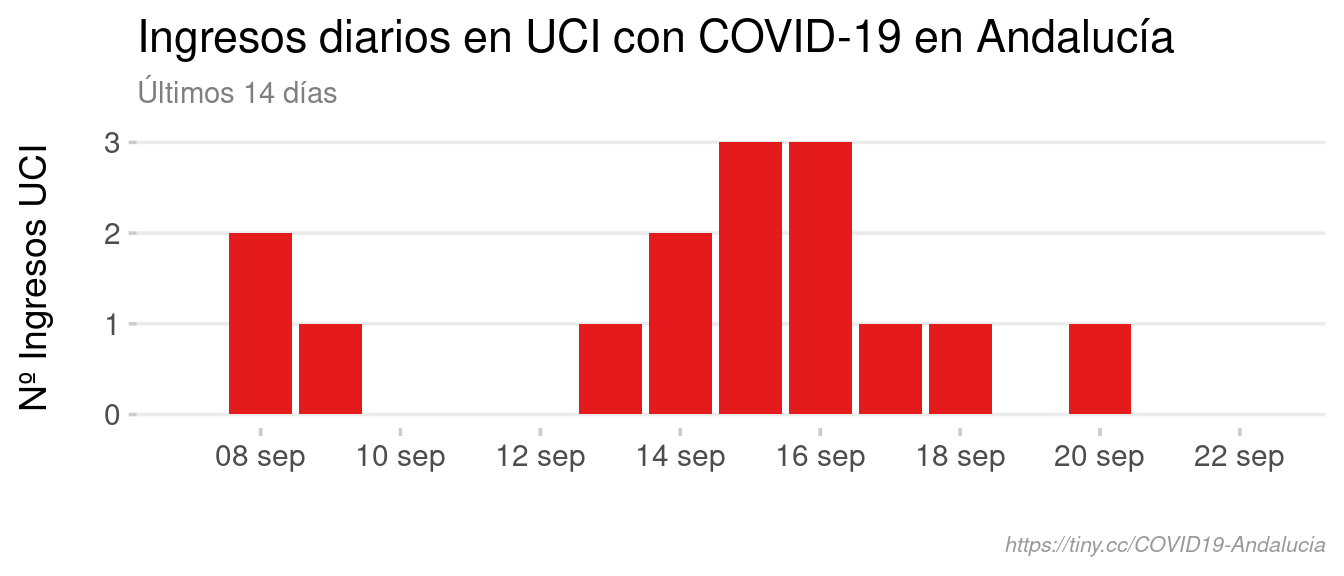 Ingresos diarios en UCI con COVID-19 en Andalucía
Últimos 14 días
Nº Ingresos UCI
3
2
1
0
08 sep 10 sep 12 sep 14 sep 16 sep 18 sep 20 sep 22 sep
https://tiny.cc/COVID19-Andalucia